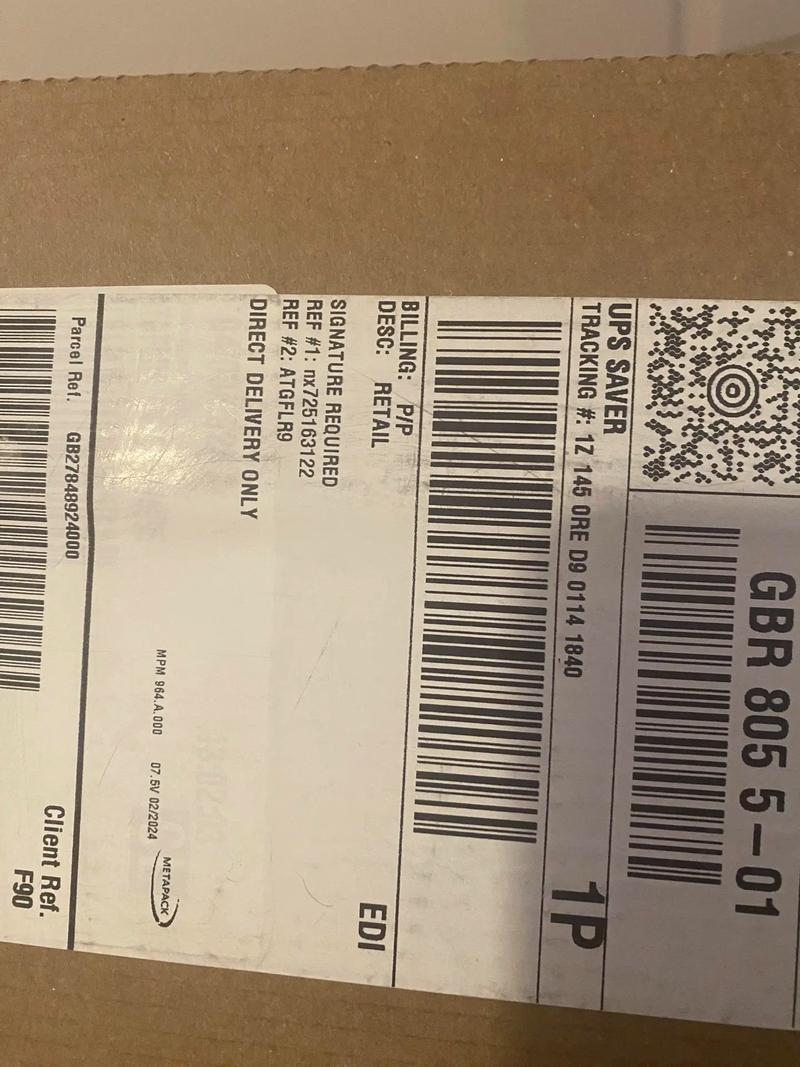 GBR 805 5-01
UPS SAVER
TRACKING #: 1Z 145 0RE D9 0114 1840
1P
BILLING: P/P
DESC: RETAIL
EDI
SIGNATURE REQUIRED
REF #1: nx725163122
REF #2: ATGFLR9
DIRECT DELIVERY ONLY
MPM 964.A.000 07.5V 02/2024 METAPACK
Parcel Ref. GB27848924000
Client Ref.
F90